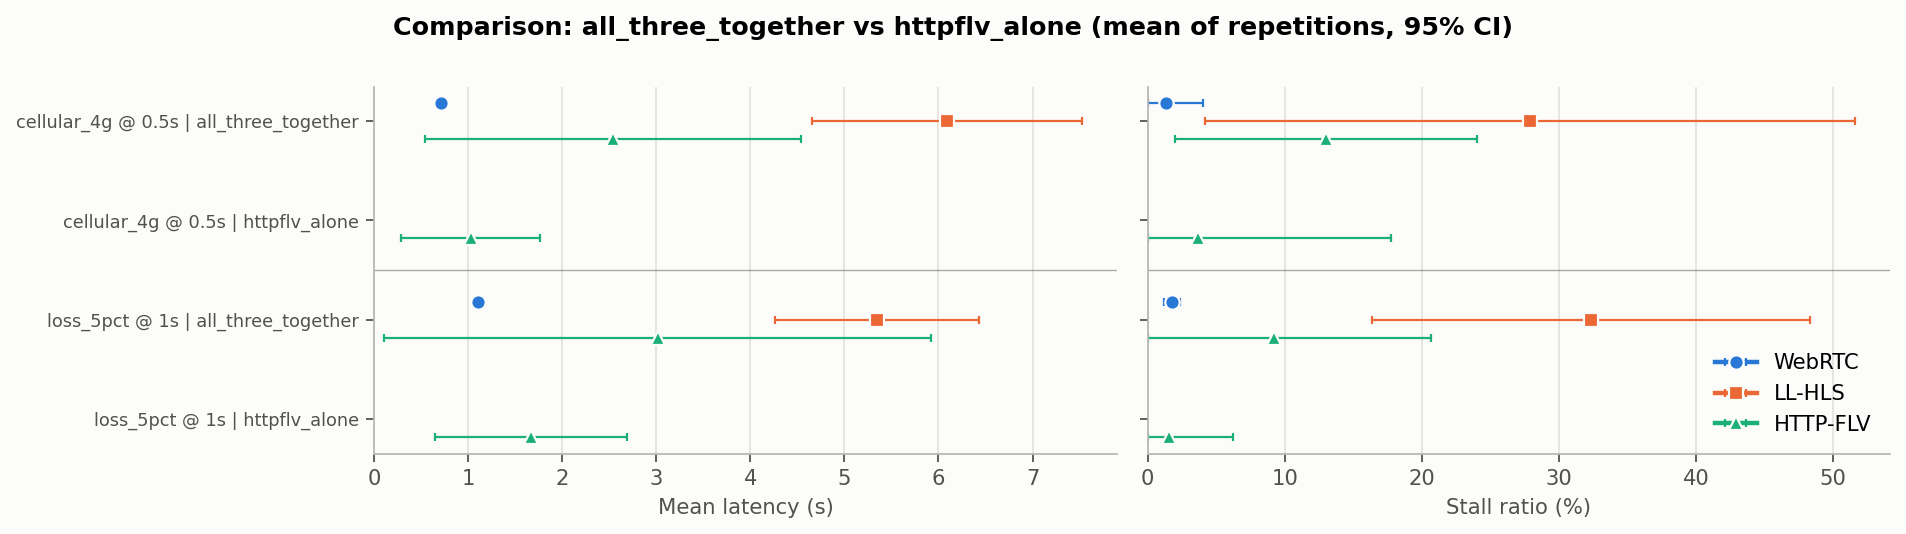 Comparison: all_three_together vs httpflv_alone (mean of repetitions, 95% CI)
cellular_4g @ 0.5s | all_three_together
cellular_4g @ 0.5s | httpflv_alone
loss_5pct @ 1s | all_three_together
loss_5pct @ 1s | httpflv_alone
0 1 2 3 4 5 6 7
Mean latency (s)
WebRTC
LL-HLS
HTTP-FLV
0 10 20 30 40 50
Stall ratio (%)